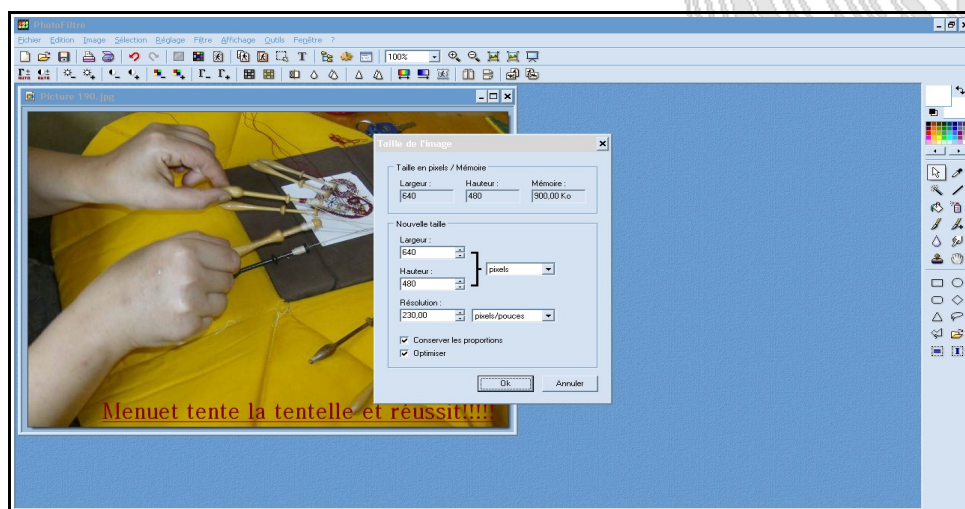 PhotoFiltre
Fichier Edition Image Sélection Réglage Filtre Affichage Outils Fenêtre ?
100%
Picture 190.jpg
Taille de l'image
Taille en pixels / Mémoire
Largeur : Hauteur : Mémoire :
640 480 900,00 Ko
Nouvelle taille
Largeur :
640
pixels
Hauteur :
480
Résolution :
230,00 pixels/pouces
Conserver les proportions
Optimiser
Ok Annuler
Menuet tente la tentelle et réussit!!!!!